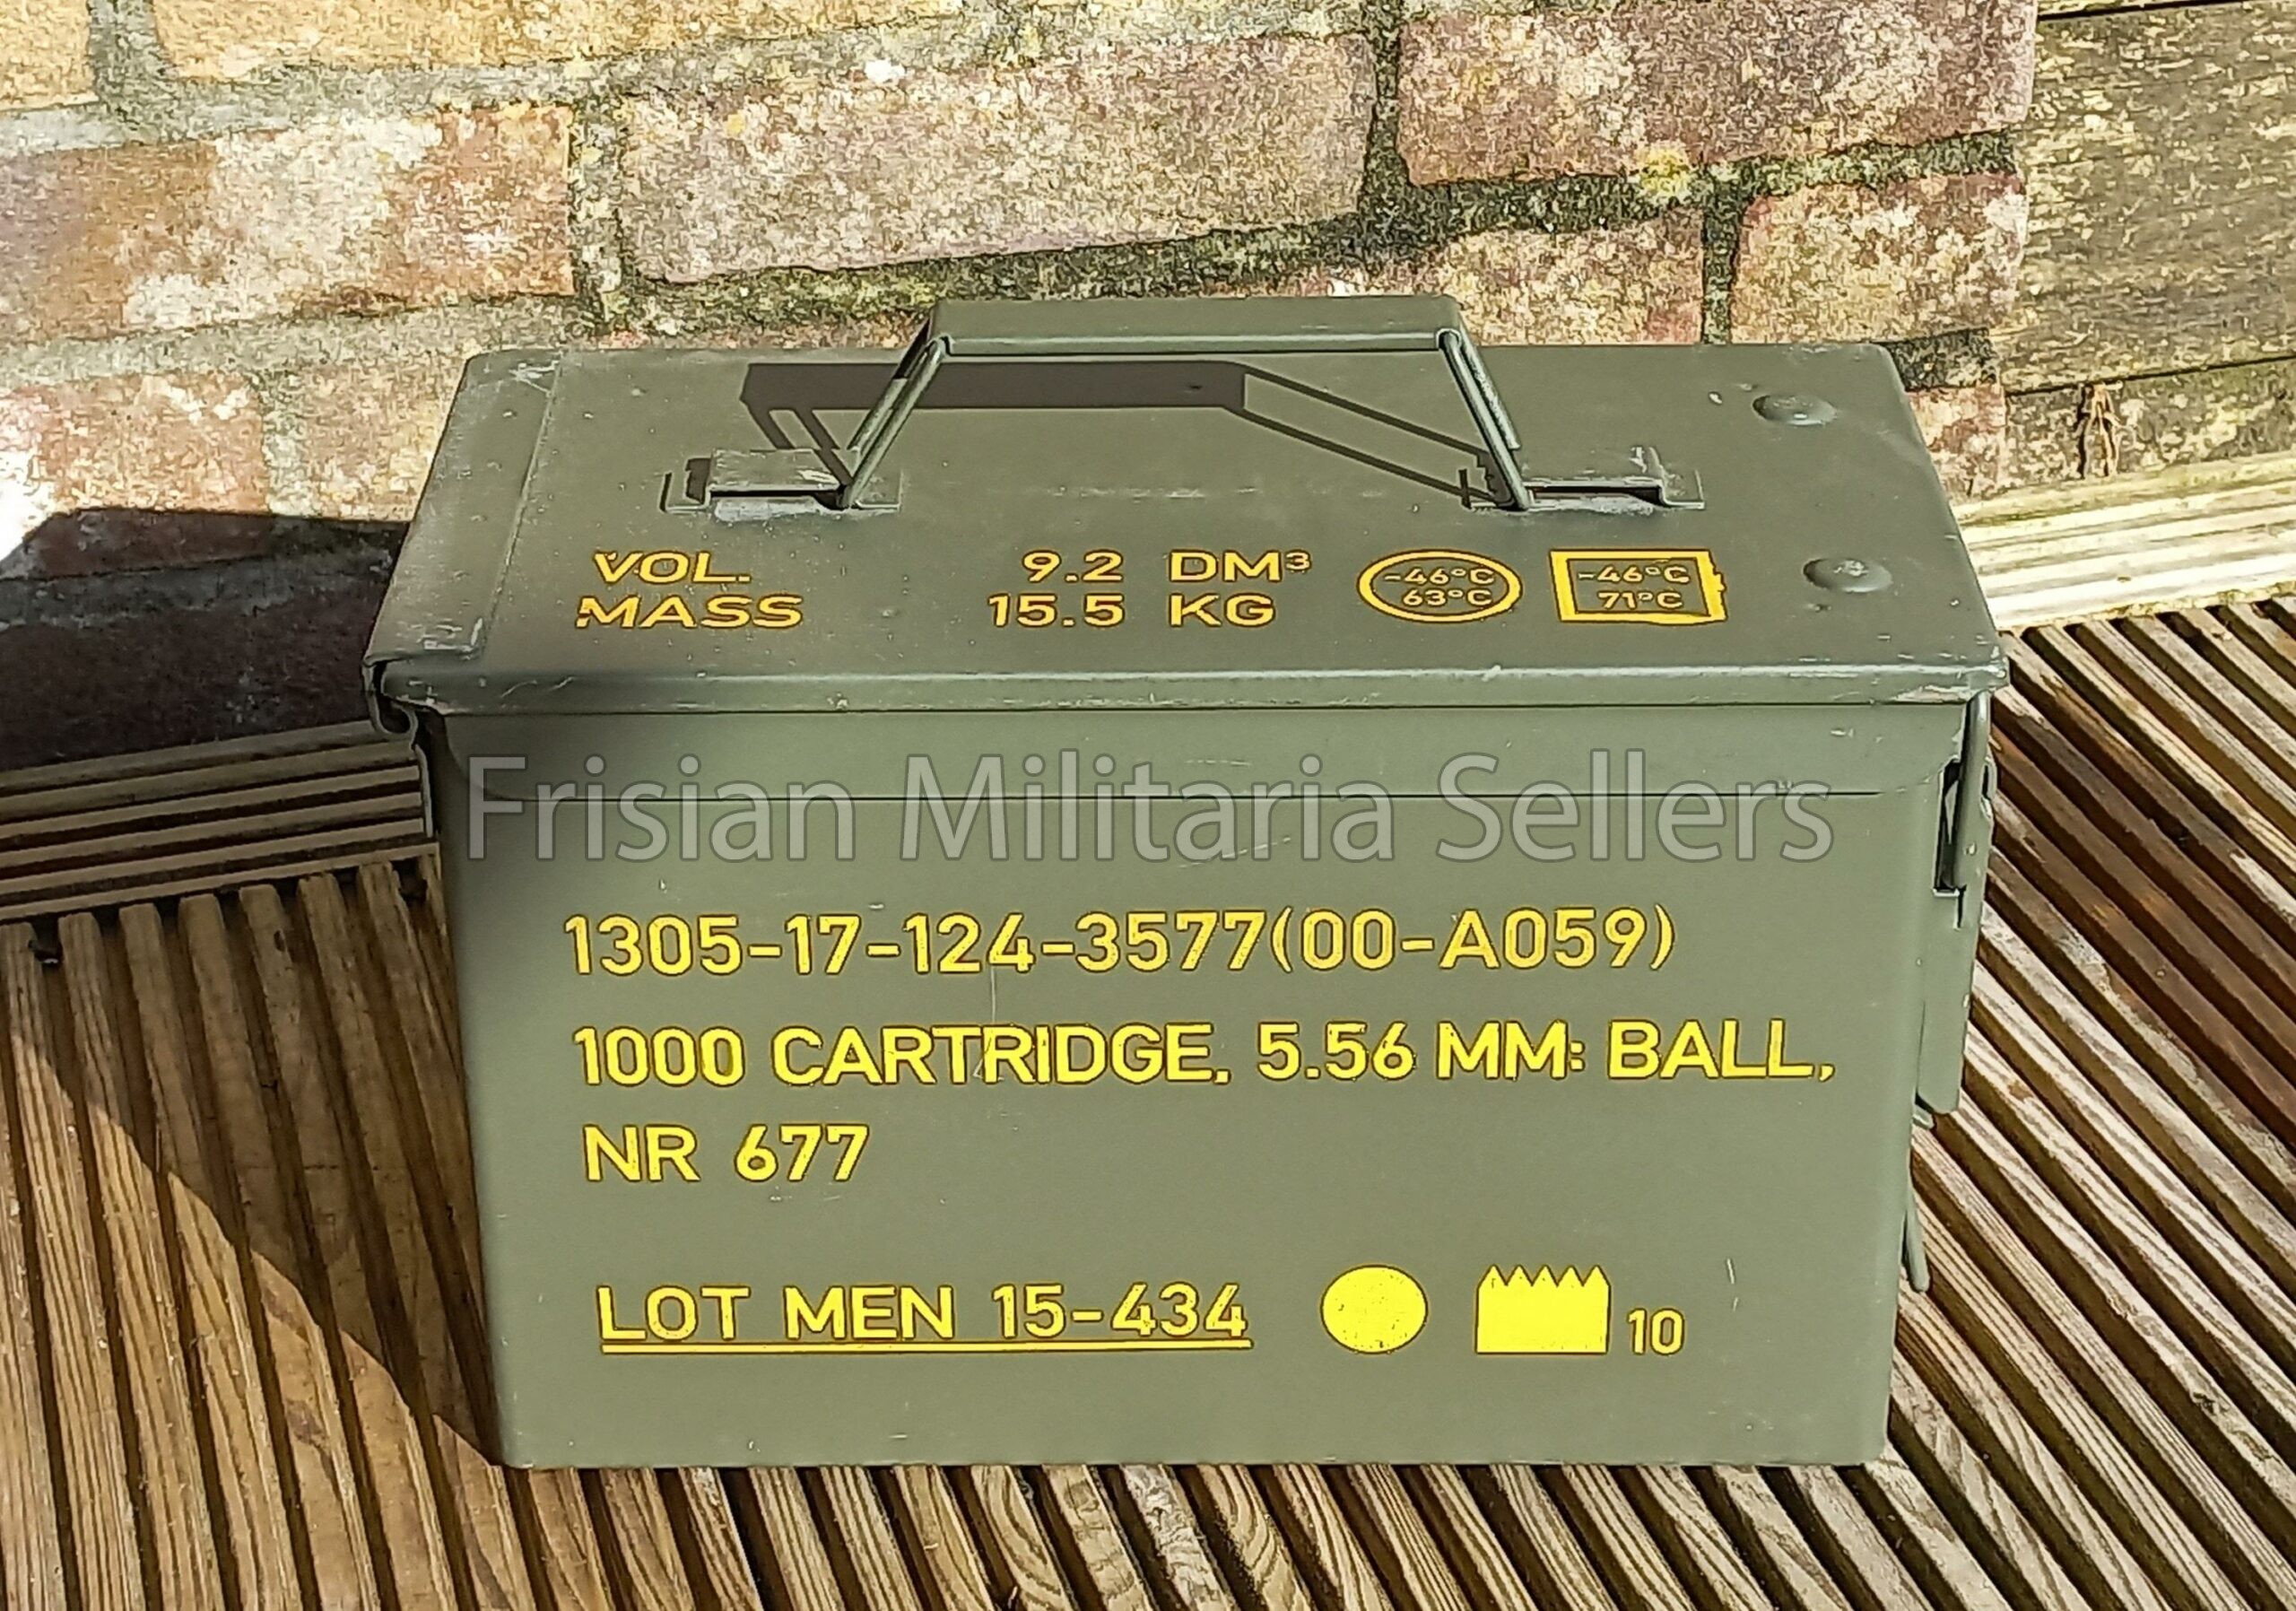 VOL. 9.2 DM³
MASS 15.5 KG
-46°C
63°C
-46°C
71°C
Frisian Militaria Sellers
1305-17-124-3577(00-A059)
1000 CARTRIDGE, 5.56 MM: BALL,
NR 677
LOT MEN 15-434
10